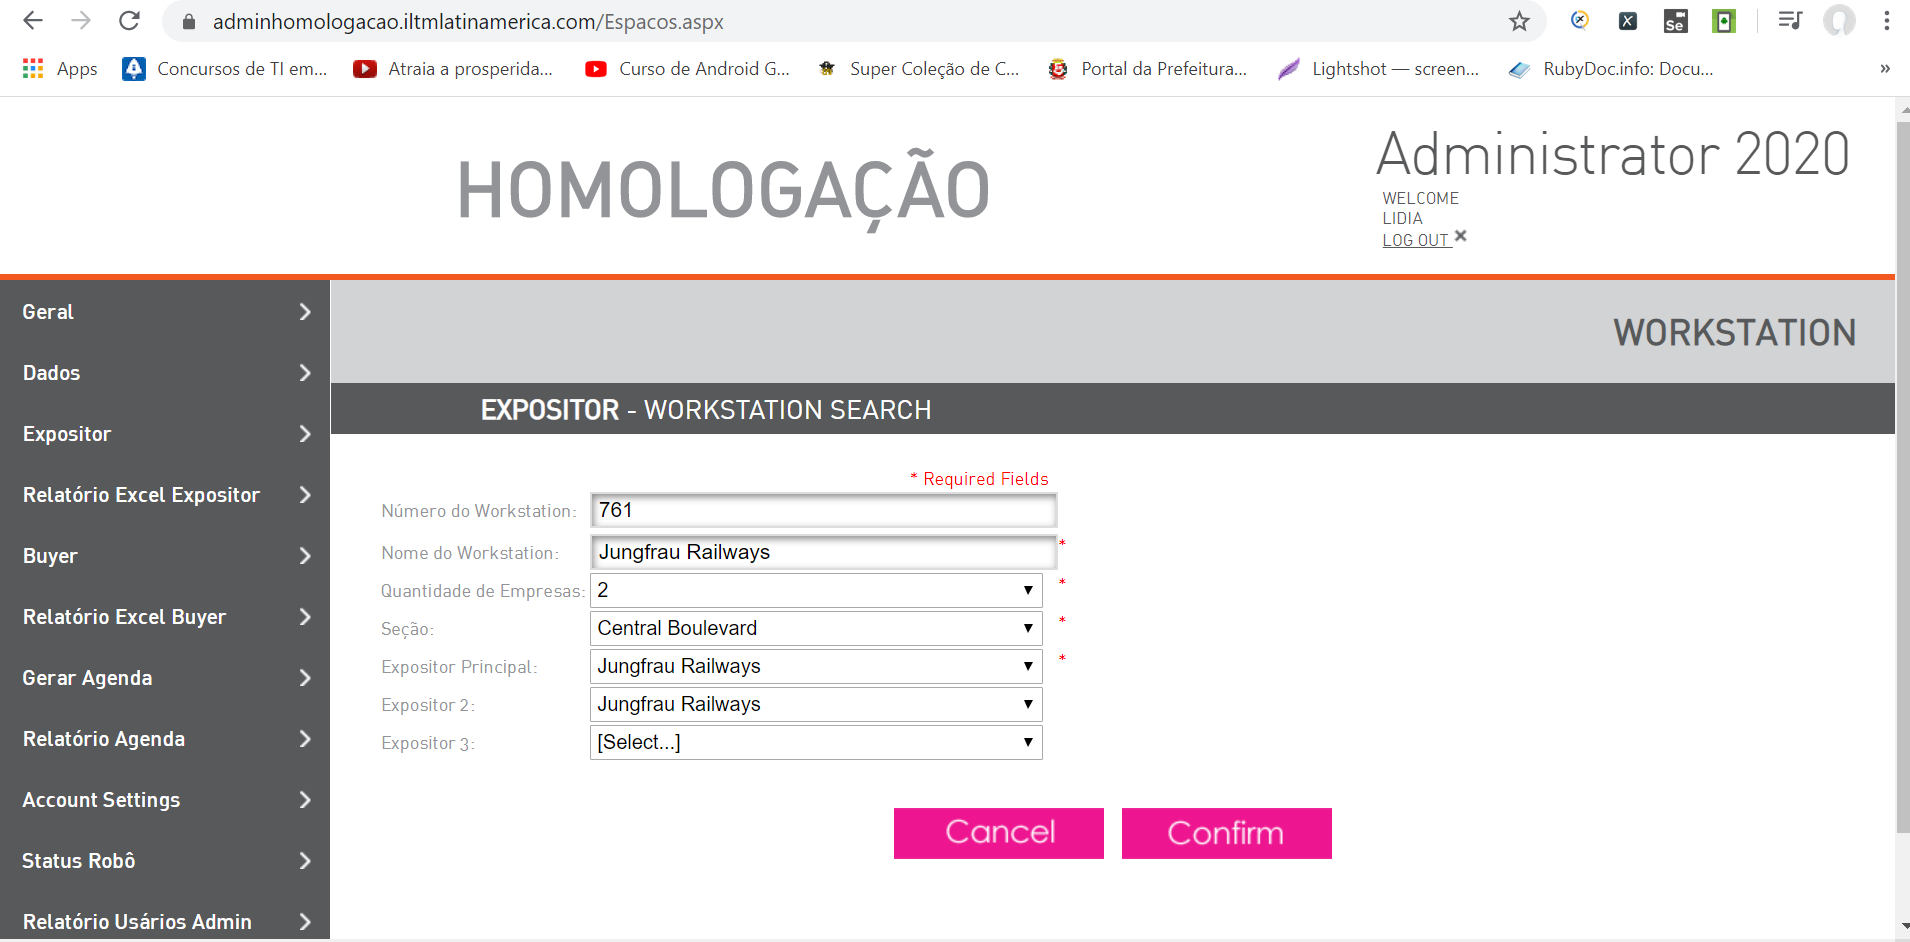 adminhomologacao.iltmlatinamerica.com/Espacos.aspx
Se
Apps
Concursos de TI em...
Atraia a prosperida...
Curso de Android G...
Super Coleção de C...
Portal da Prefeitura...
Lightshot — screen...
RubyDoc.info: Docu...
»
HOMOLOGAÇÃO
Administrator 2020
WELCOME
LIDIA
LOG OUT
Geral
Dados
Expositor
Relatório Excel Expositor
Buyer
Relatório Excel Buyer
Gerar Agenda
Relatório Agenda
Account Settings
Status Robô
Relatório Usários Admin
WORKSTATION
EXPOSITOR - WORKSTATION SEARCH
* Required Fields
Número do Workstation: 761
Nome do Workstation: Jungfrau Railways *
Quantidade de Empresas: 2 *
Seção: Central Boulevard *
Expositor Principal: Jungfrau Railways *
Expositor 2: Jungfrau Railways
Expositor 3: [Select...]
Cancel Confirm